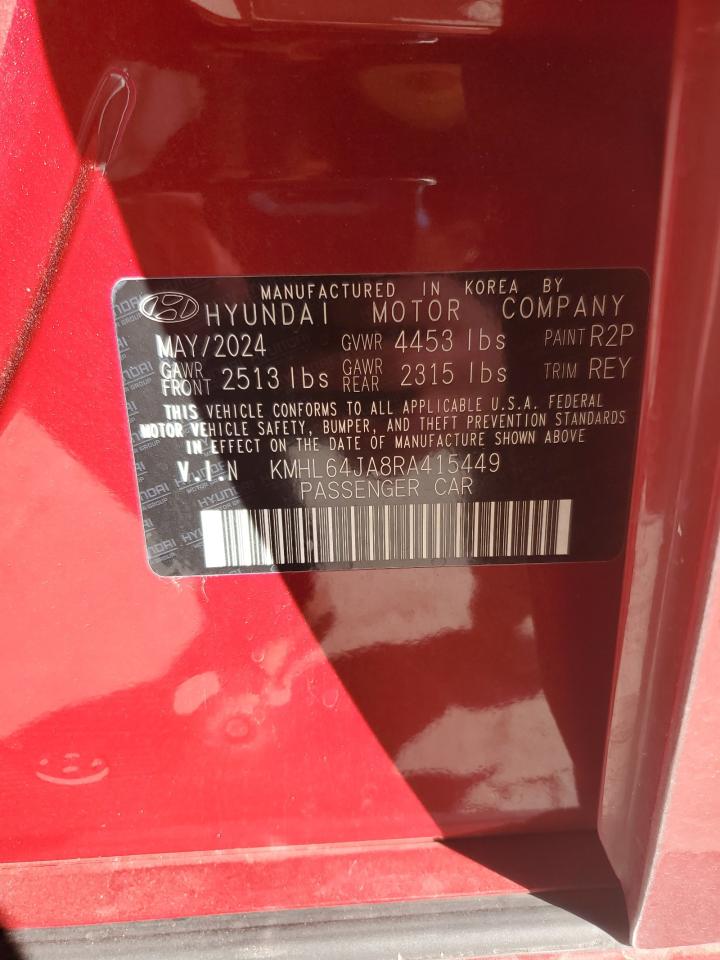 MANUFACTURED IN KOREA BY
HYUNDAI MOTOR COMPANY
MAY/2024 GVWR 4453 lbs PAINT R2P
GAWR FRONT 2513 lbs GAWR REAR 2315 lbs TRIM REY
THIS VEHICLE CONFORMS TO ALL APPLICABLE U.S.A. FEDERAL
MOTOR VEHICLE SAFETY, BUMPER, AND THEFT PREVENTION STANDARDS
IN EFFECT ON THE DATE OF MANUFACTURE SHOWN ABOVE
V.I.N KMHL64JA8RA415449
PASSENGER CAR